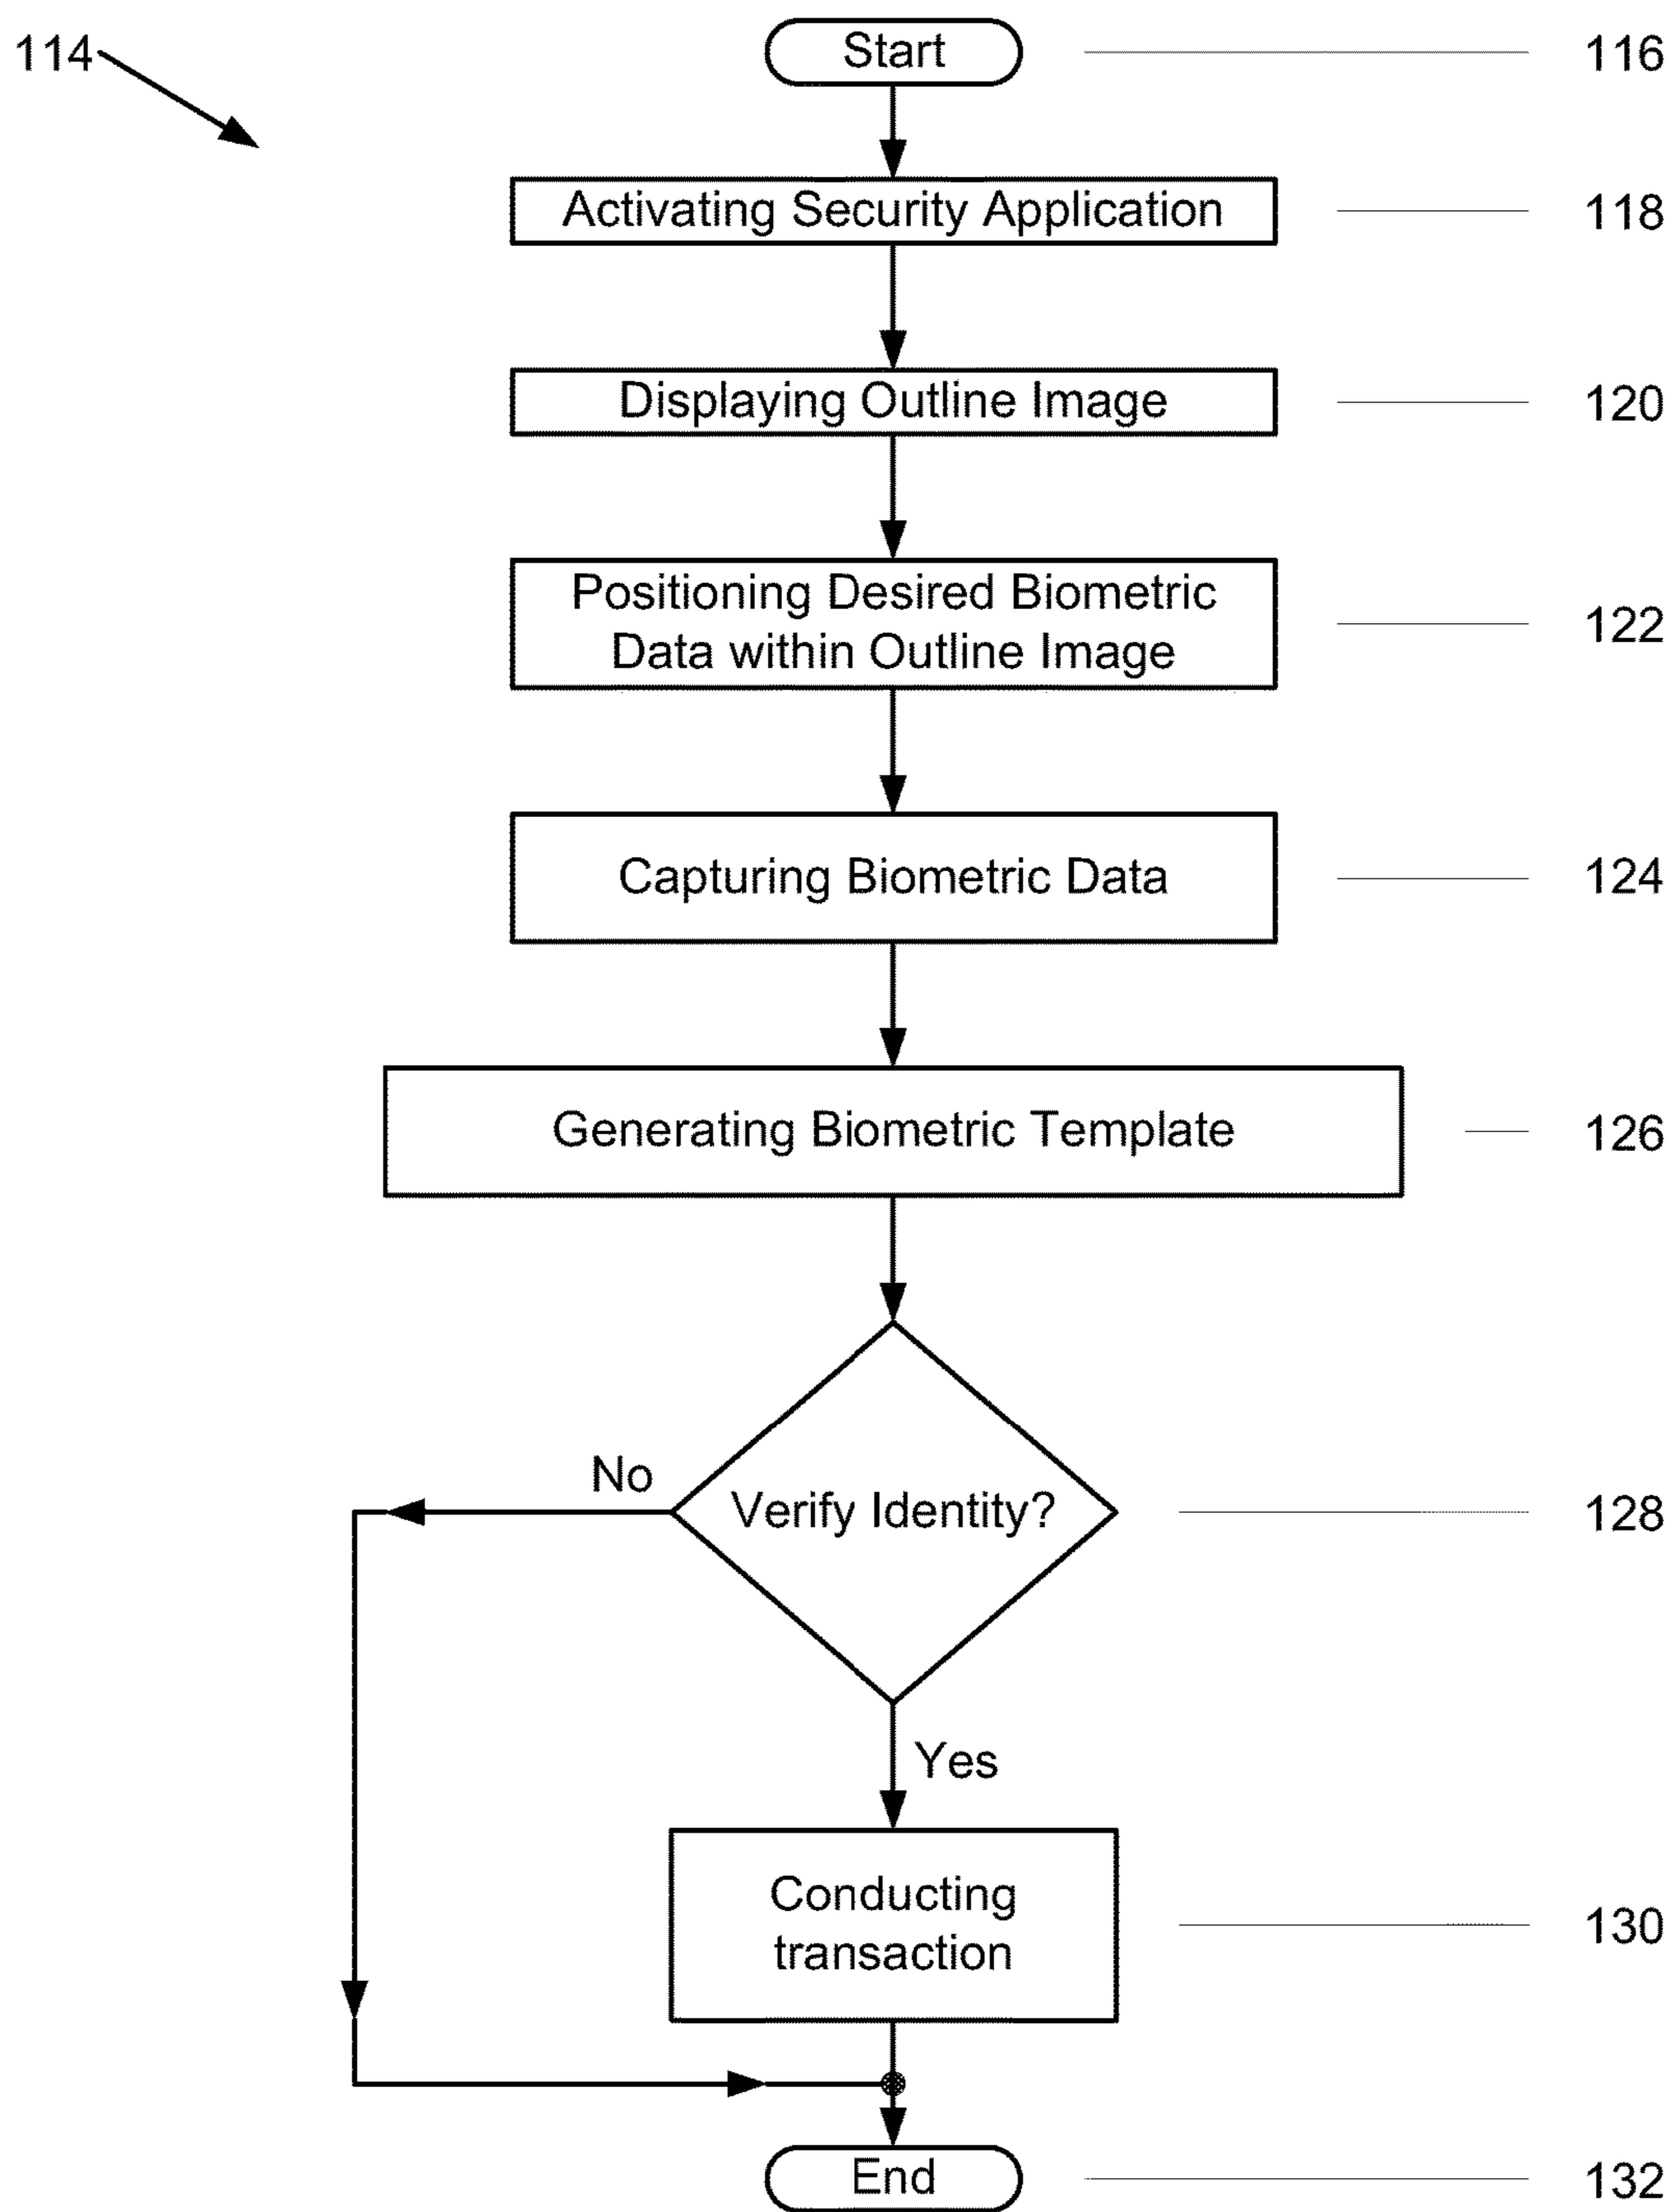 114
Start
116
Activating Security Application
118
Displaying Outline Image
120
Positioning Desired Biometric
Data within Outline Image
122
Capturing Biometric Data
124
Generating Biometric Template
126
No
Verify Identity?
128
Yes
Conducting
transaction
130
End
132